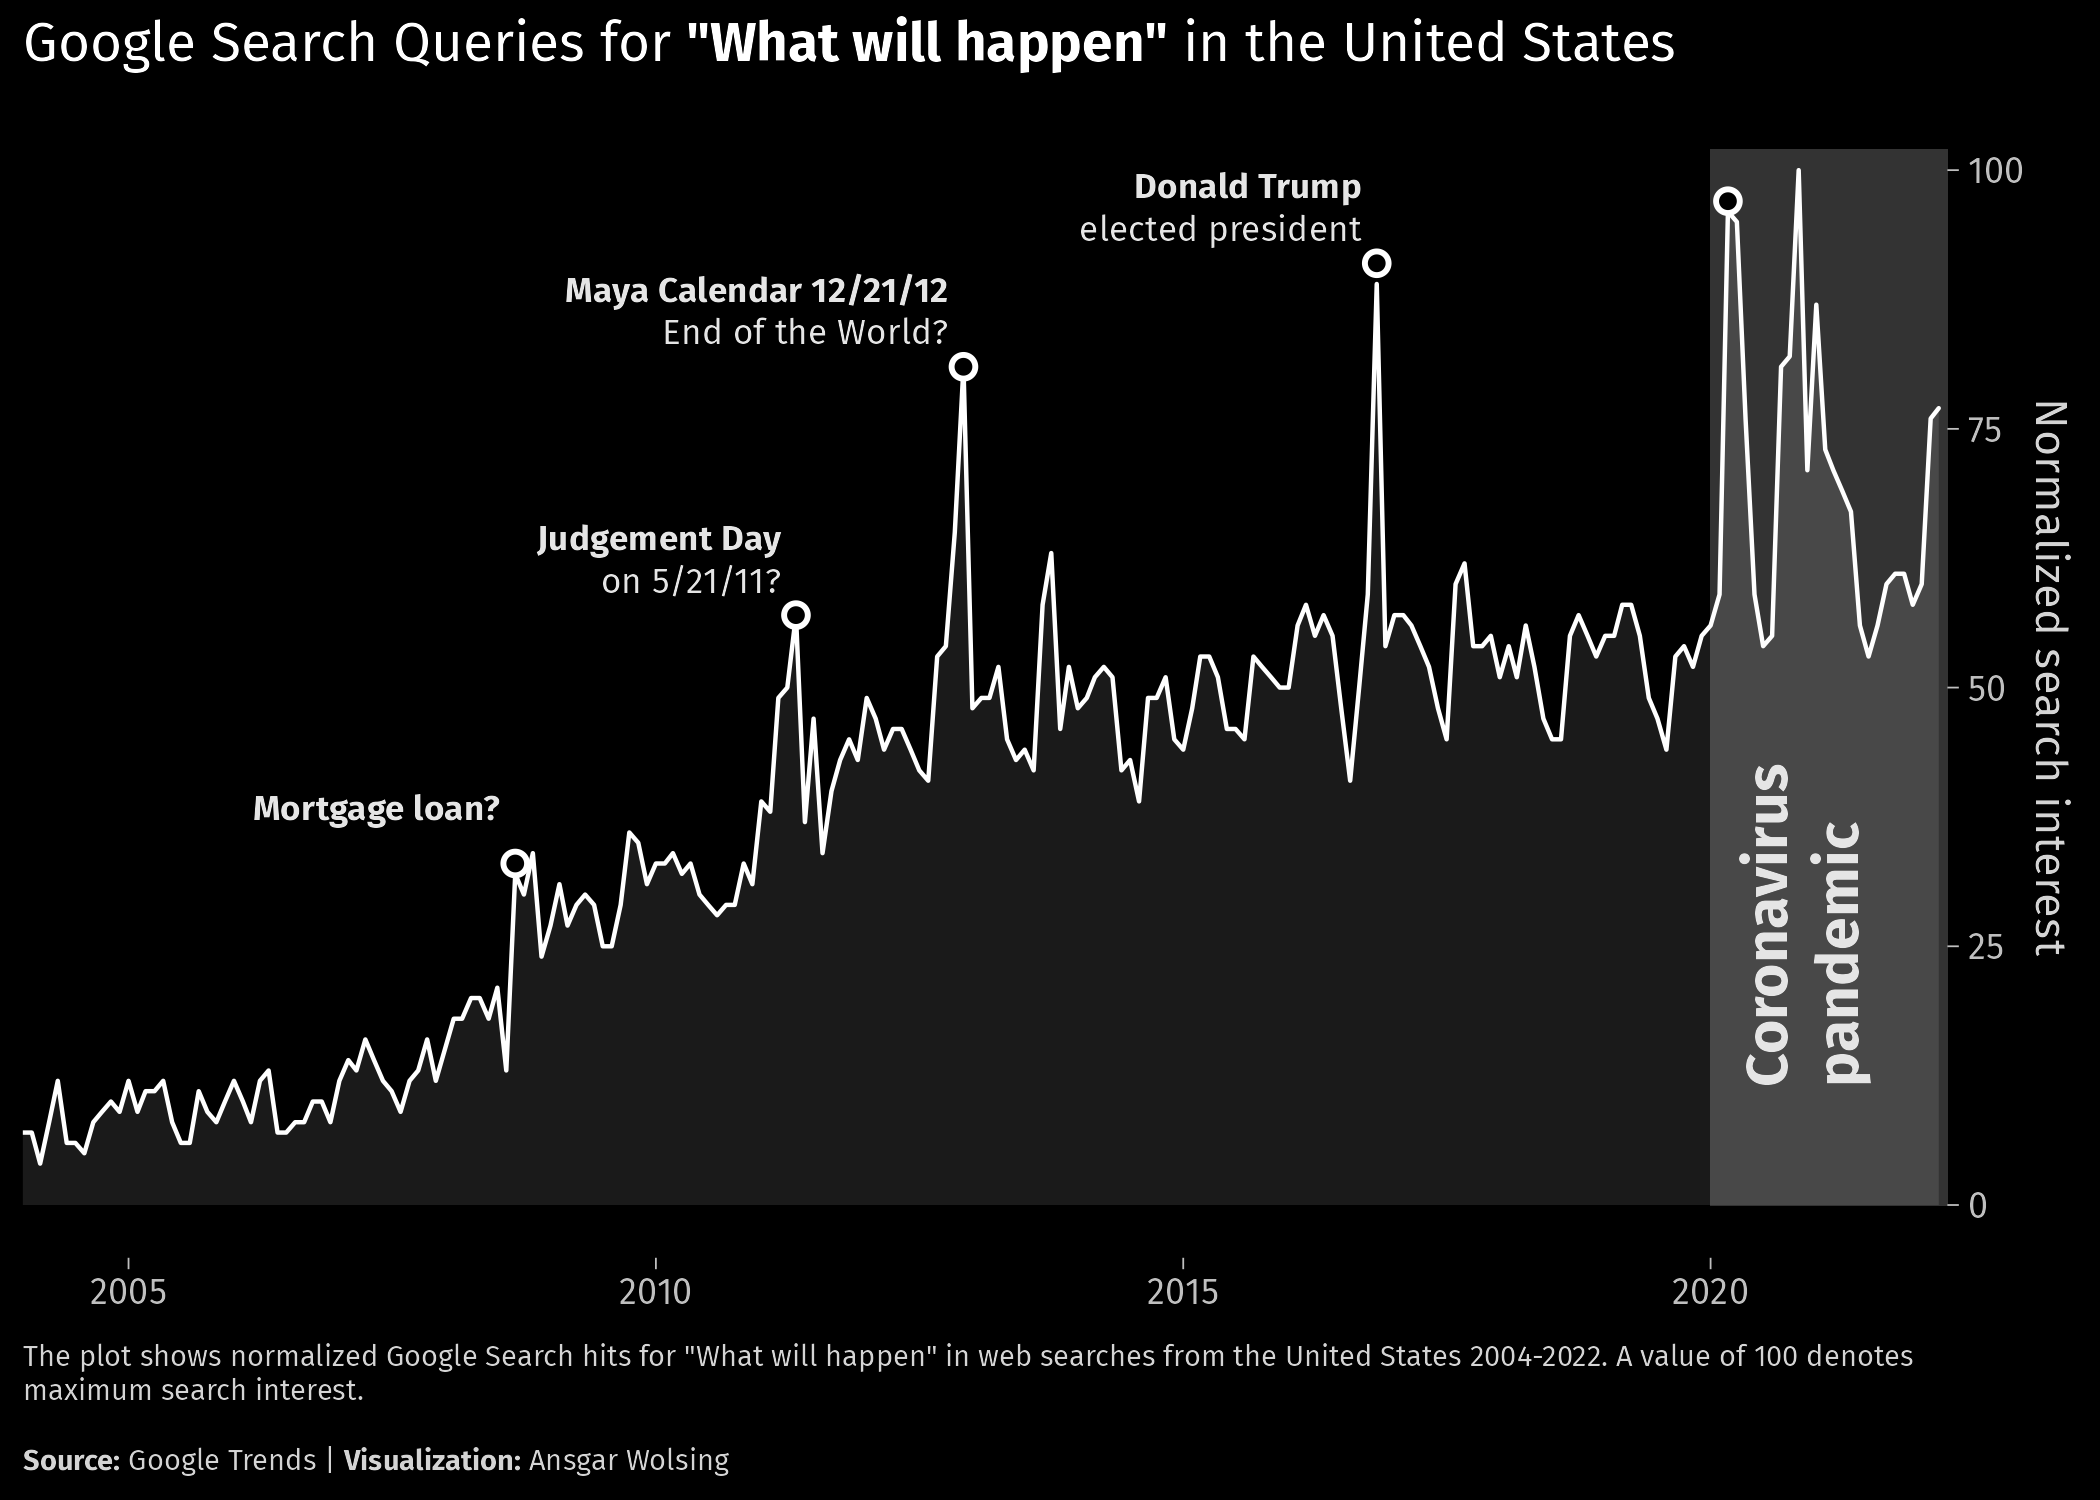 Google Search Queries for "What will happen" in the United States
Donald Trump
elected president
Maya Calendar 12/21/12
End of the World?
Judgement Day
on 5/21/11?
Mortgage loan?
Coronavirus
pandemic
100
75
50
25
0
Normalized search interest
2005
2010
2015
2020
The plot shows normalized Google Search hits for "What will happen" in web searches from the United States 2004-2022. A value of 100 denotes
maximum search interest.
Source: Google Trends | Visualization: Ansgar Wolsing